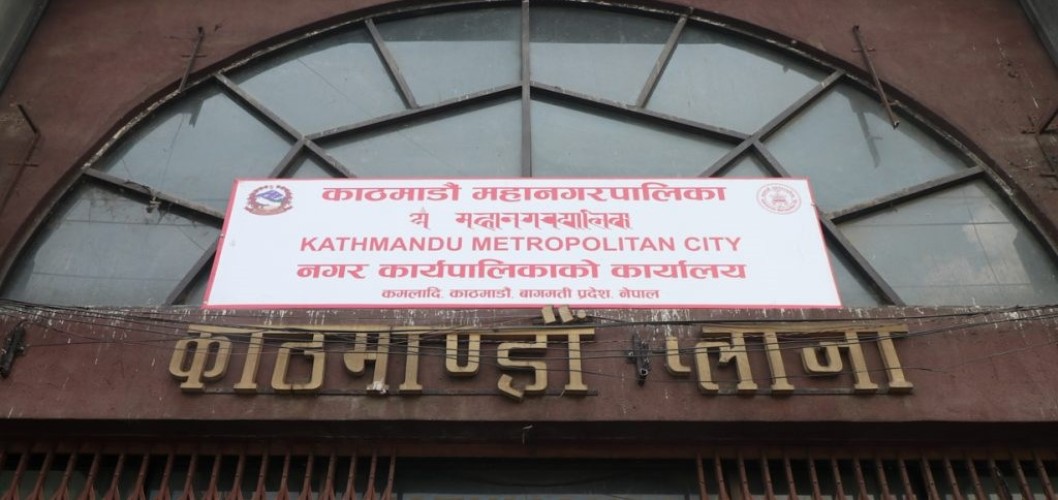 काठमाडौं महानगरपालिका
KATHMANDU METROPOLITAN CITY
नगर कार्यपालिकाको कार्यालय
कमलादि, काठमाडौं, बागमती प्रदेश, नेपाल
काठमाण्डौं प्लाजा